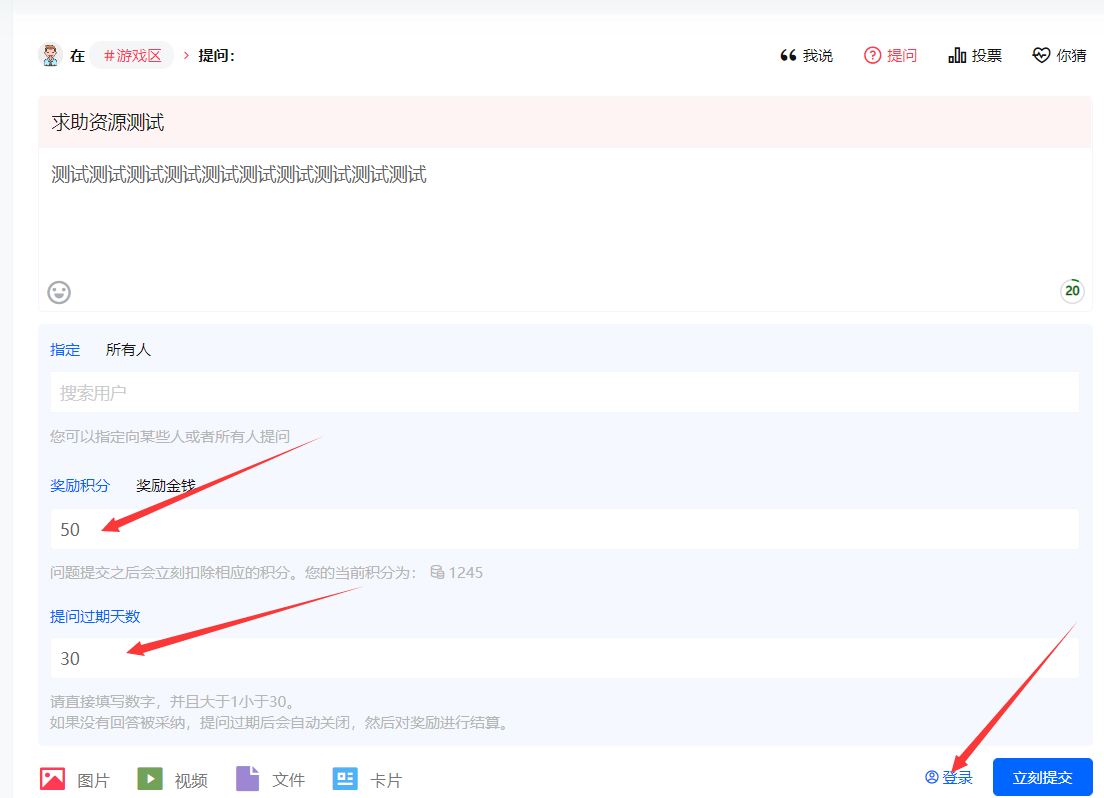 在 #游戏区 > 提问：
我说 提问 投票 你猜
求助资源测试
测试测试测试测试测试测试测试测试测试测试
20
指定 所有人
搜索用户
您可以指定向某些人或者所有人提问
奖励积分 奖励金钱
50
问题提交之后会立刻扣除相应的积分。您的当前积分为： 1245
提问过期天数
30
请直接填写数字，并且大于1小于30。
如果没有回答被采纳，提问过期后会自动关闭，然后对奖励进行结算。
图片 视频 文件 卡片 登录 立刻提交